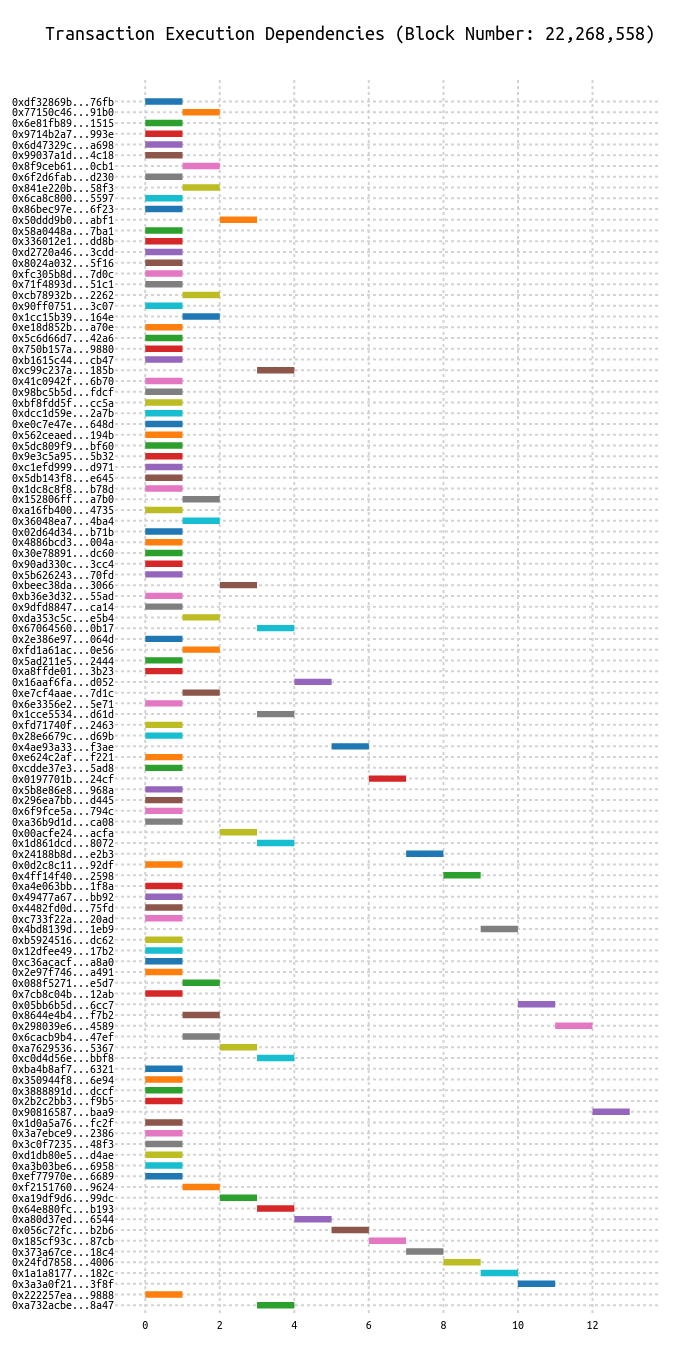 Transaction Execution Dependencies (Block Number: 22,268,558)
0xdf32869b...76fb
0x77150c46...91b0
0x6e81fb89...1515
0x9714b2a7...993e
0x6d47329c...a698
0x99037a1d...4c18
0x8f9ceb61...0cb1
0x6f2d6fab...d230
0x841e220b...58f3
0x6ca8c800...5597
0x86bec97e...6f23
0x50ddd9b0...abf1
0x58a0448a...7ba1
0x336012e1...dd8b
0xd2720a46...3cdd
0x8024a032...5f16
0xfc305b8d...7d0c
0x71f4893d...51c1
0xcb78932b...2262
0x90ff0751...3c07
0x1cc15b39...164e
0xe18d852b...a70e
0x5c6d66d7...42a6
0x750b157a...9880
0xb1615c44...cb47
0xc99c237a...185b
0x41c0942f...6b70
0x98bc5b5d...fdcf
0xbf8fdd5f...cc5a
0xdcc1d59e...2a7b
0xe0c7e47e...648d
0x562ceaed...194b
0x5dc809f9...bf60
0x9e3c5a95...5b32
0xc1efd999...d971
0x5db143f8...e645
0x1dc8c8f8...b78d
0x152806ff...a7b0
0xa16fb400...4735
0x36048ea7...4ba4
0x02d64d34...b71b
0x4886bcd3...004a
0x30e78891...dc60
0x90ad330c...3cc4
0x5b626243...70fd
0xbeec38da...3066
0xb36e3d32...55ad
0x9dfd8847...ca14
0xda353c5c...e5b4
0x67064560...0b17
0x2e386e97...064d
0xfd1a61ac...0e56
0x5ad211e5...2444
0xa8ffde01...3b23
0x16aaf6fa...d052
0xe7cf4aae...7d1c
0x6e3356e2...5e71
0x1cce5534...d61d
0xfd71740f...2463
0x28e6679c...d69b
0x4ae93a33...f3ae
0xe624c2af...f221
0xcdde37e3...5ad8
0x0197701b...24cf
0x5b8e86e8...968a
0x296ea7bb...d445
0x6f9fce5a...794c
0xa36b9d1d...ca08
0x00acfe24...acfa
0x1d861dcd...8072
0x24188b8d...e2b3
0x0d2c8c11...92df
0x4ff14f40...2598
0xa4e063bb...1f8a
0x49477a67...bb92
0x4482fd0d...75fd
0xc733f22a...20ad
0x4bd8139d...1eb9
0xb5924516...dc62
0x12dfee49...17b2
0xc36acacf...a8a0
0x2e97f746...a491
0x088f5271...e5d7
0x7cb8c04b...12ab
0x05bb6b5d...6cc7
0x8644e4b4...f7b2
0x298039e6...4589
0x6cacb9b4...47ef
0xa7629536...5367
0xc0d4d56e...bbf8
0xba4b8af7...6321
0x350944f8...6e94
0x3888891d...dccf
0x2b2c2bb3...f9b5
0x90816587...baa9
0x1d0a5a76...fc2f
0x3a7ebce9...2386
0x3c0f7235...48f3
0xd1db80e5...d4ae
0xa3b03be6...6958
0xef77970e...6689
0xf2151760...9624
0xa19df9d6...99dc
0x64e880fc...b193
0xa80d37ed...6544
0x056c72fc...b2b6
0x185cf93c...87cb
0x373a67ce...18c4
0x24fd7858...4006
0x1a1a8177...182c
0x3a3a0f21...3f8f
0x222257ea...9888
0xa732acbe...8a47
0 2 4 6 8 10 12